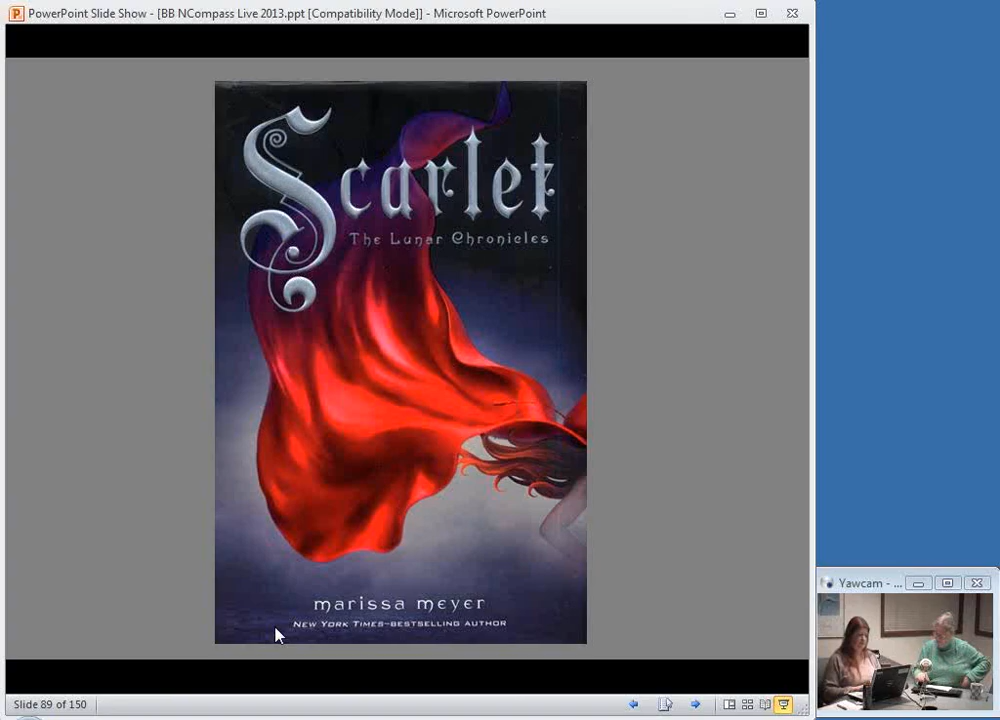 PowerPoint Slide Show - [BB NCompass Live 2013.ppt [Compatibility Mode]] - Microsoft PowerPoint
Scarlet
The Lunar Chronicles
marissa meyer
NEW YORK TIMES-BESTSELLING AUTHOR
Yawcam - ...
Slide 89 of 150